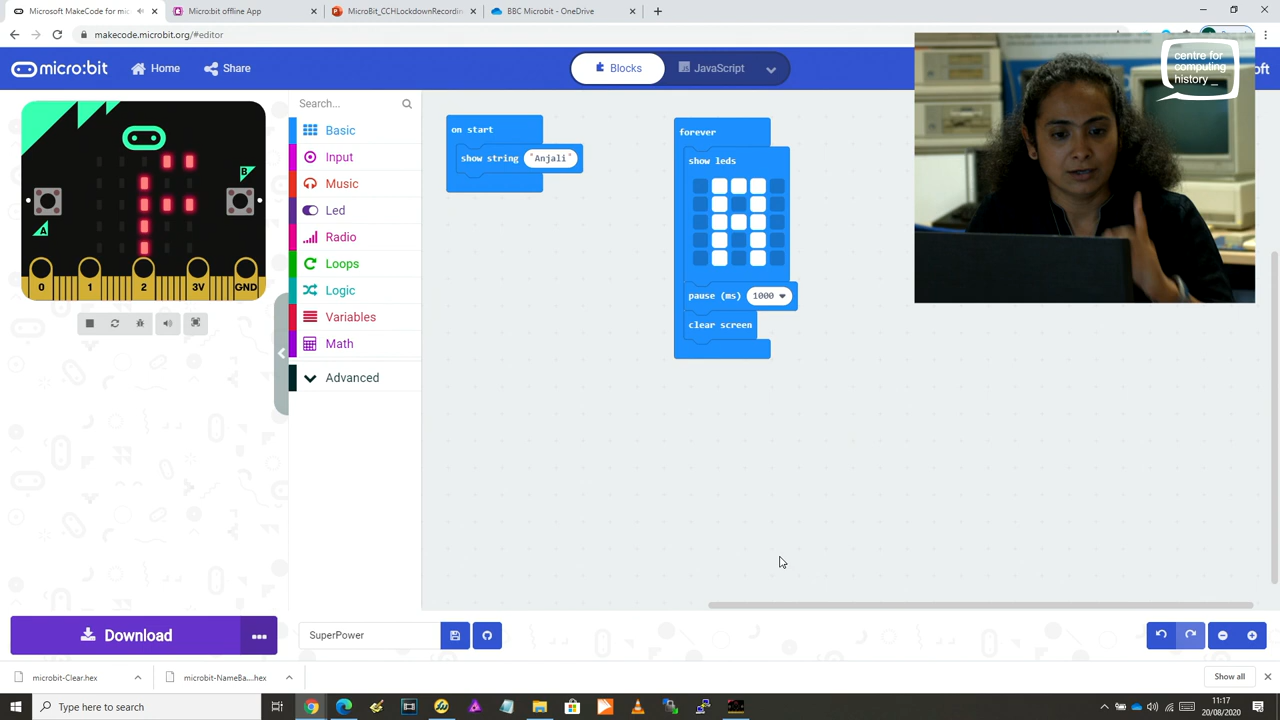 Microsoft MakeCode for mic
Microbit offline App
MicroBit_CCHLockdownRecordin
BBC Microbit - OneDrive
makecode.microbit.org/#editor
micro:bit
Home
Share
Blocks
JavaScript
oft
centre for
computing
history _
Search...
Basic
Input
Music
Led
Radio
Loops
Logic
Variables
Math
Advanced
A
B
0 1 2 3V GND
on start
show string "Anjali"
forever
show leds
pause (ms) 1000
clear screen
Download
SuperPower
microbit-Clear.hex
microbit-NameBa....hex
Show all
Type here to search
11:17
20/08/2020